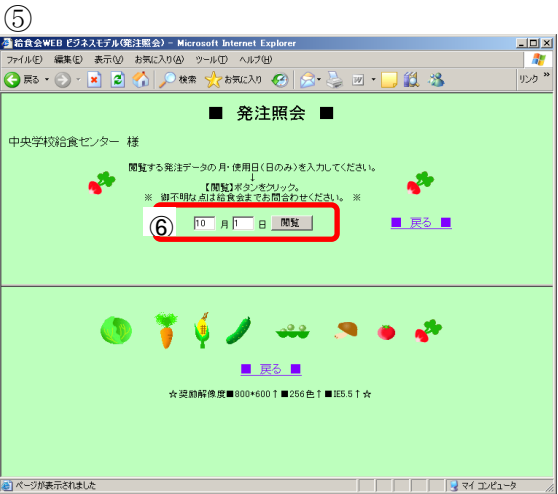 ⑤
給食会WEB ビジネスモデル(発注照会) - Microsoft Internet Explorer
ファイル(F) 編集(E) 表示(V) お気に入り(A) ツール(T) ヘルプ(H)
戻る 検索 お気に入り リンク »
■ 発注照会 ■
中央学校給食センター 様
閲覧する発注データの月・使用日(日のみ)を入力してください。
↓
【閲覧】ボタンをクリック。
※ 御不明な点は給食会までお問合わせください。 ※
⑥ 10 月 1 日 閲覧
■ 戻る ■
■ 戻る ■
☆奨励解像度■800*600↑■256色↑■IE5.5↑☆
ページが表示されました マイ コンピュータ